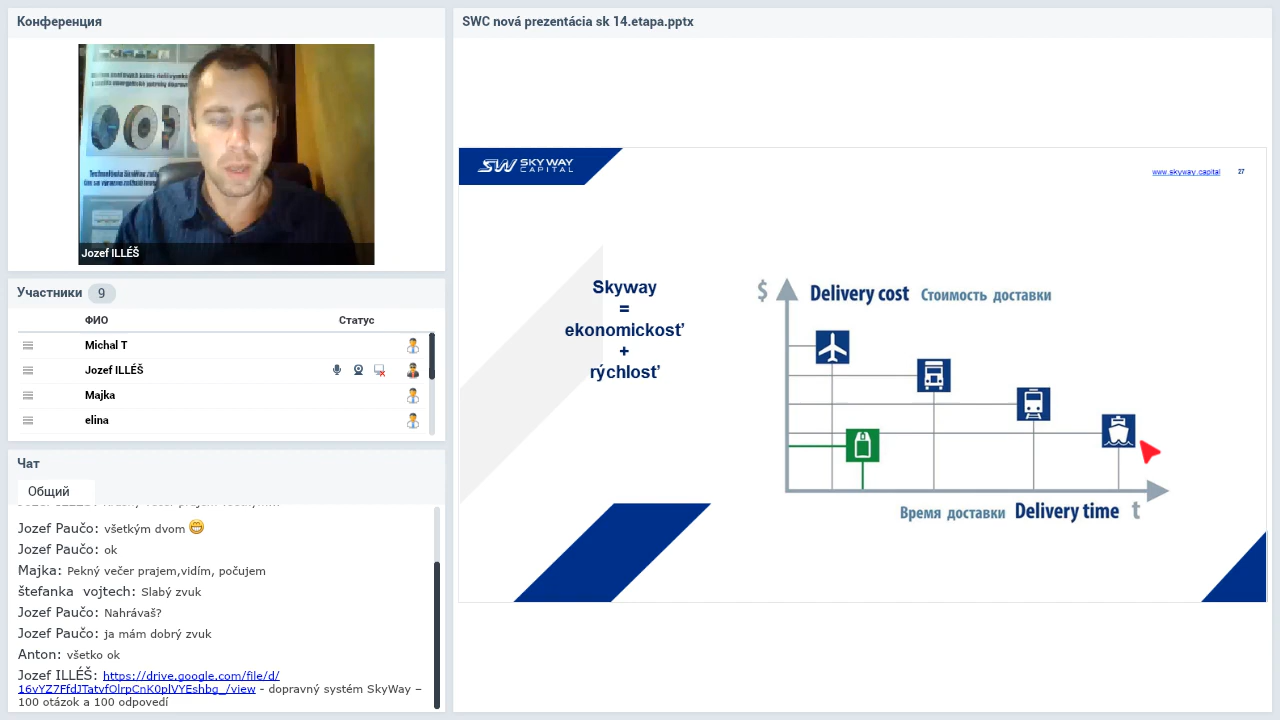 Конференция
Jozef ILLÉŠ
Участники 9
ФИО Статус
Michal T
Jozef ILLÉŠ
Majka
elina
Чат
Общий
Jozef Paučo: všetkým dvom
Jozef Paučo: ok
Majka: Pekný večer prajem,vidím, počujem
štefanka vojtech: Slabý zvuk
Jozef Paučo: Nahrávaš?
Jozef Paučo: ja mám dobrý zvuk
Anton: všetko ok
Jozef ILLÉŠ: https://drive.google.com/file/d/
16vYZ7FfdJTatvfOlrpCnK0plVYEshbg_/view - dopravný systém SkyWay –
100 otázok a 100 odpovedí
SWC nová prezentácia sk 14.etapa.pptx
SW SKY WAY
CAPITAL
www.skyway.capital 27
Skyway
=
ekonomickosť
+
rýchlosť
$ Delivery cost Стоимость доставки
Время доставки Delivery time t